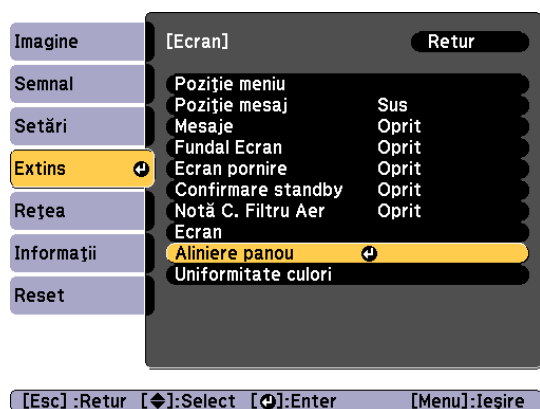 Imagine
Semnal
Setări
Extins
Reţea
Informaţii
Reset
[Ecran] Retur
Poziţie meniu
Poziţie mesaj Sus
Mesaje Oprit
Fundal Ecran Oprit
Ecran pornire Oprit
Confirmare standby Oprit
Notă C. Filtru Aer Oprit
Ecran
Aliniere panou
Uniformitate culori
[Esc] :Retur [◆]:Select [↵]:Enter [Menu]:Ieşire